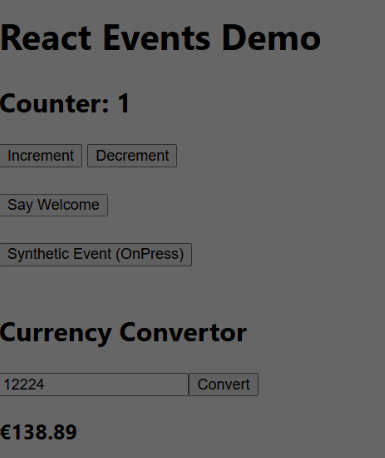 React Events Demo
Counter: 1
Increment Decrement
Say Welcome
Synthetic Event (OnPress)
Currency Convertor
12224 Convert
€138.89